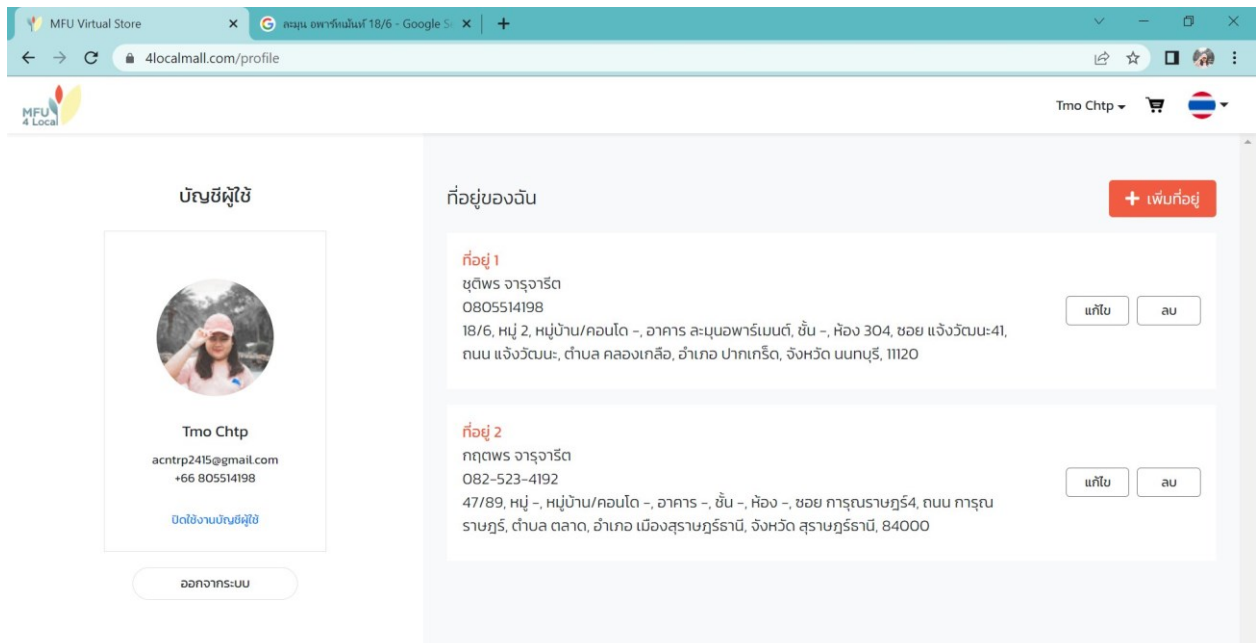 MFU Virtual Store
ละมุน อพาร์ทเม้นท์ 18/6 - Google Se
4localmall.com/profile
MFU
4 Local
Tmo Chtp
บัญชีผู้ใช้
Tmo Chtp
acntrp2415@gmail.com
+66 805514198
ปิดใช้งานบัญชีผู้ใช้
ออกจากระบบ
ที่อยู่ของฉัน
+ เพิ่มที่อยู่
ที่อยู่ 1
ชุติพร จารุจารีต
0805514198
18/6, หมู่ 2, หมู่บ้าน/คอนโด -, อาคาร ละมุนอพาร์เมนต์, ชั้น -, ห้อง 304, ซอย แจ้งวัฒนะ41,
ถนน แจ้งวัฒนะ, ตำบล คลองเกลือ, อำเภอ ปากเกร็ด, จังหวัด นนทบุรี, 11120
แก้ไข
ลบ
ที่อยู่ 2
กฤตพร จารุจารีต
082-523-4192
47/89, หมู่ -, หมู่บ้าน/คอนโด -, อาคาร -, ชั้น -, ห้อง -, ซอย การุณราษฎร์4, ถนน การุณ
ราษฎร์, ตำบล ตลาด, อำเภอ เมืองสุราษฎร์ธานี, จังหวัด สุราษฎร์ธานี, 84000
แก้ไข
ลบ